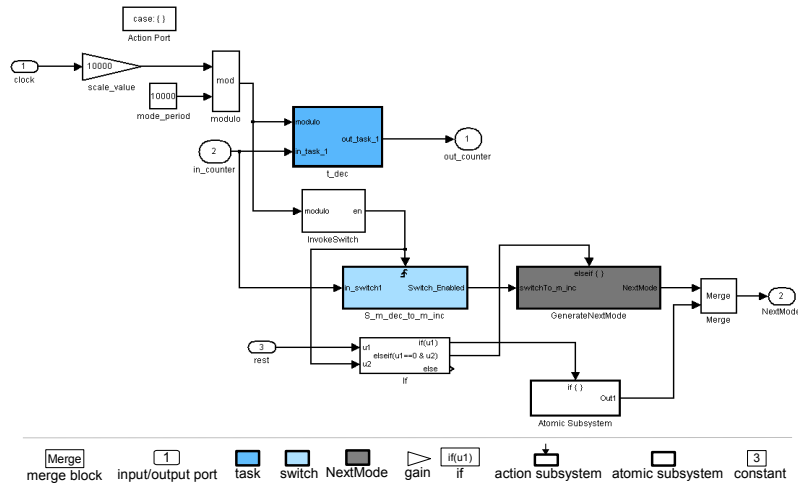 case: { }
Action Port
1
clock
10000
scale_value
10000
mode_period
mod
modulo
2
in_counter
modulo
in_task_1
out_task_1
t_dec
1
out_counter
modulo
en
InvokeSwitch
in_switch1
Switch_Enabled
S_m_dec_to_m_inc
elseif { }
switchTo_m_inc
NextMode
GenerateNextMode
Merge
Merge
2
NextMode
3
rest
u1
u2
if(u1)
elseif(u1==0 & u2)
else
If
if { }
Out1
Atomic Subsystem
Merge
merge block
1
input/output port
task
switch
NextMode
gain
if(u1)
if
action subsystem
atomic subsystem
3
constant